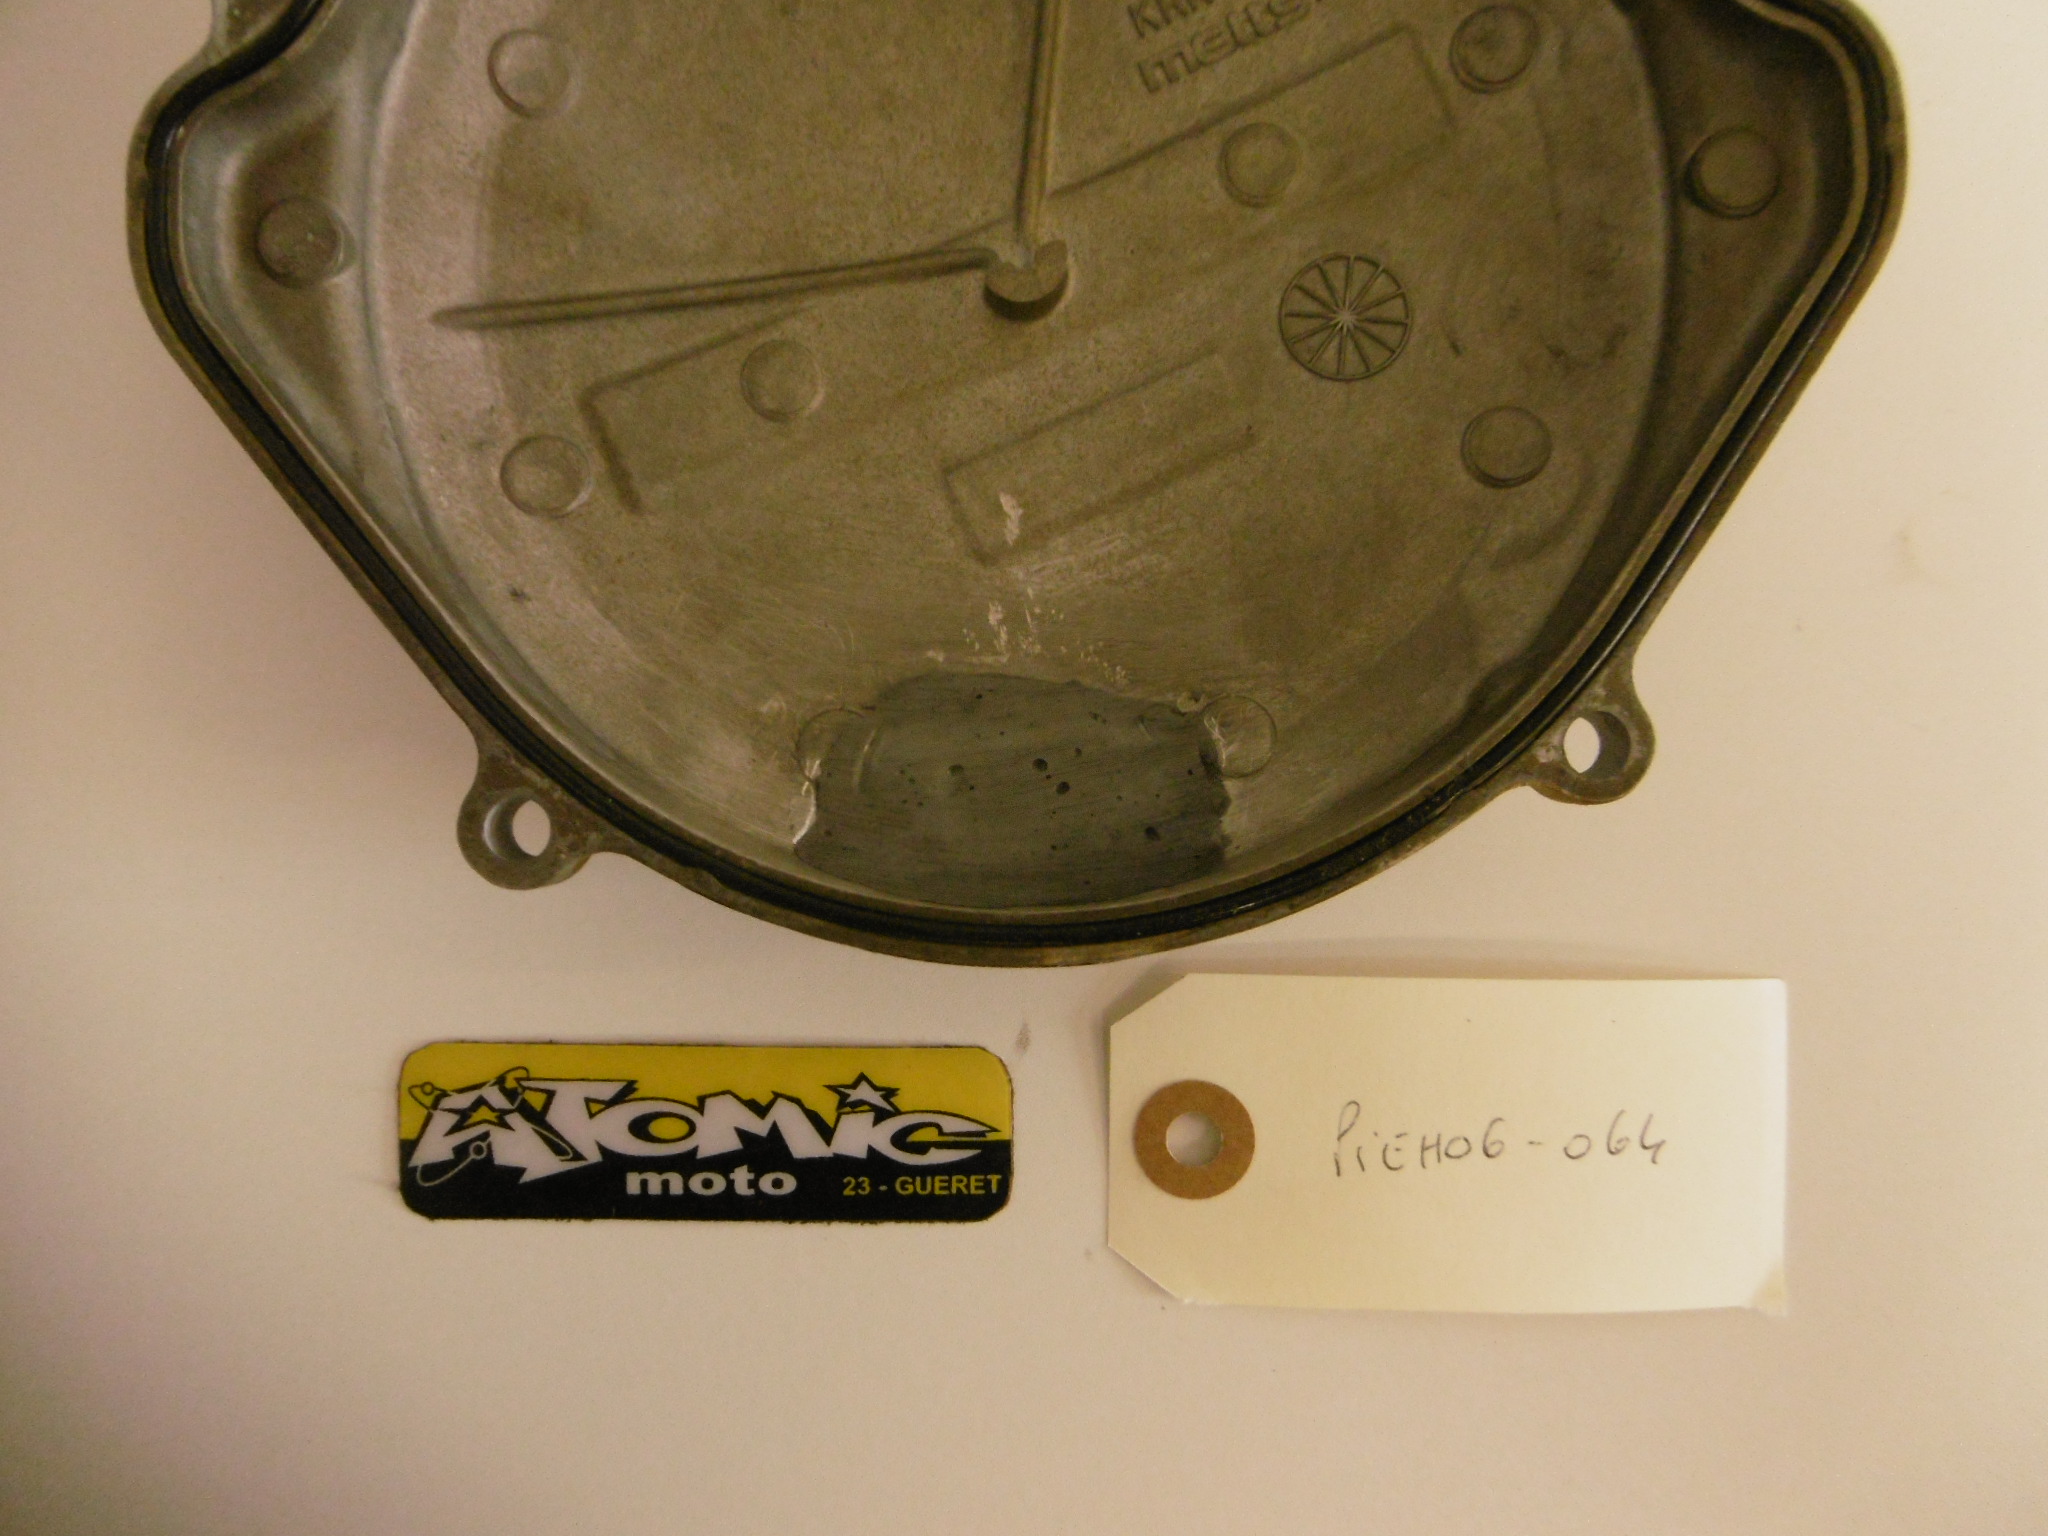 ATOMIC
moto
23 - GUERET
PiEH06 - 064